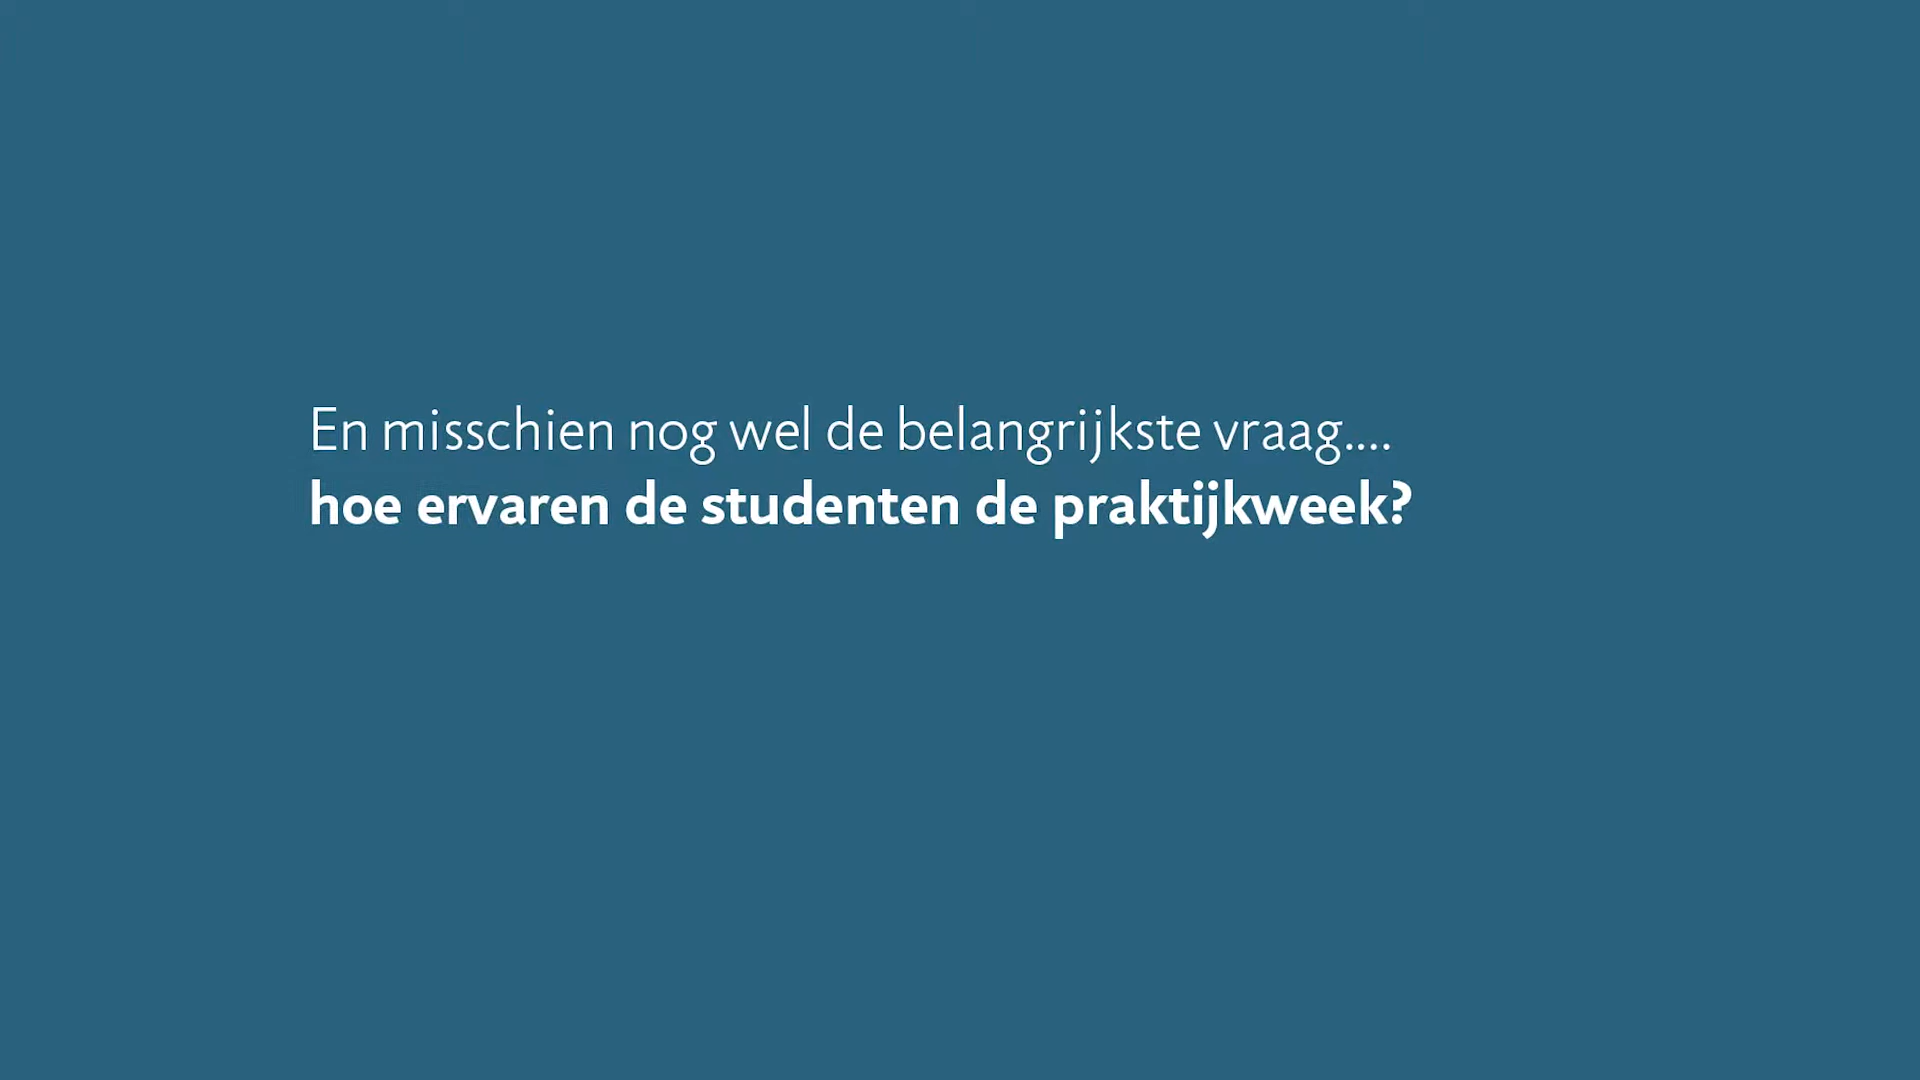 En misschien nog wel de belangrijkste vraag....
hoe ervaren de studenten de praktijkweek?